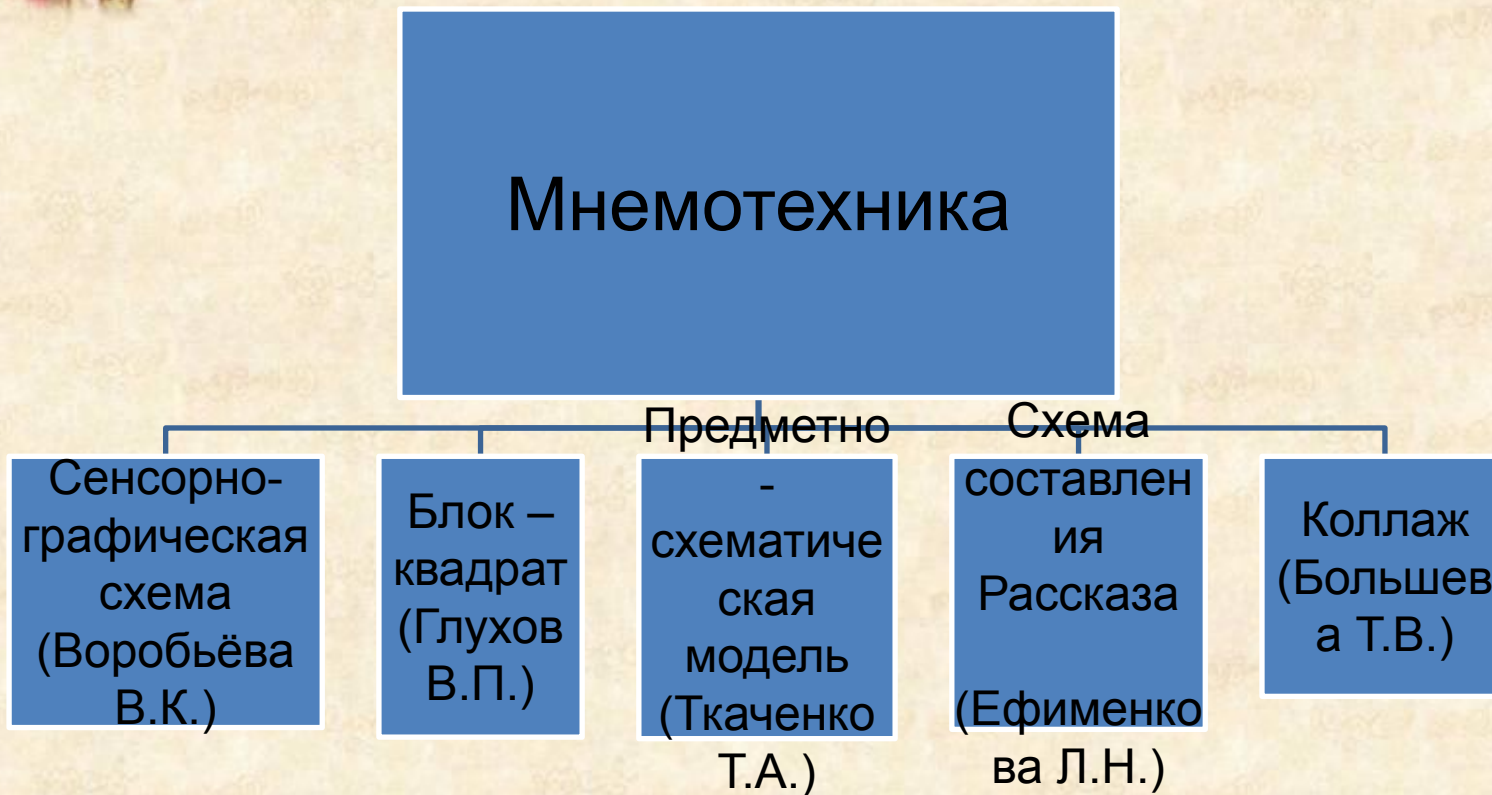 Мнемотехника
Сенсорно-
графическая
схема
(Воробьёва
В.К.)
Блок –
квадрат
(Глухов
В.П.)
Предметно
-
схематиче
ская
модель
(Ткаченко
Т.А.)
Схема
составлен
ия
Рассказа
(Ефименко
ва Л.Н.)
Коллаж
(Большев
а Т.В.)